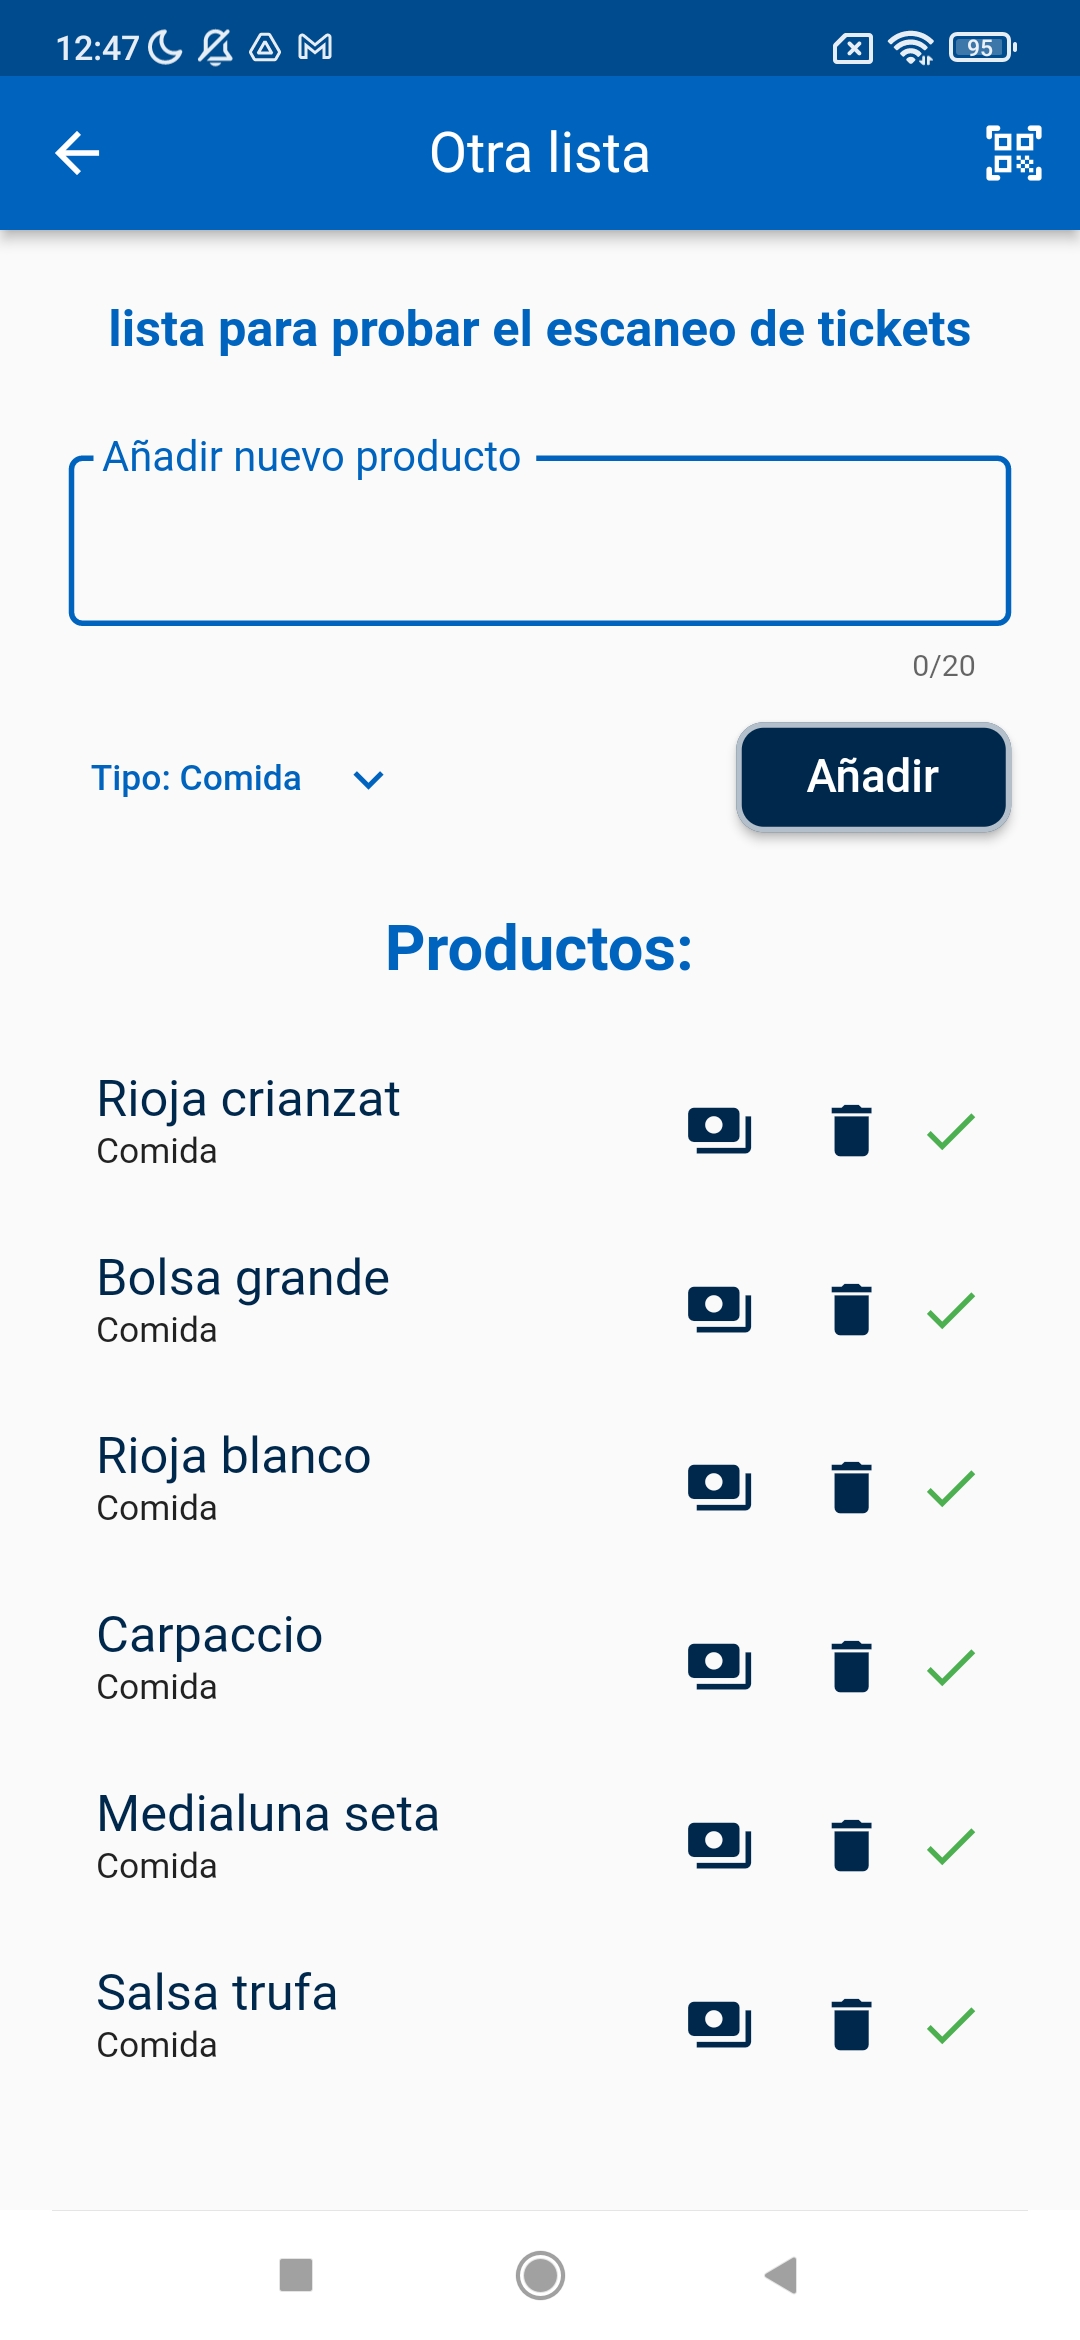 12:47
95
Otra lista
lista para probar el escaneo de tickets
Añadir nuevo producto
0/20
Tipo: Comida
Añadir
Productos:
Rioja crianzat
Comida
Bolsa grande
Comida
Rioja blanco
Comida
Carpaccio
Comida
Medialuna seta
Comida
Salsa trufa
Comida